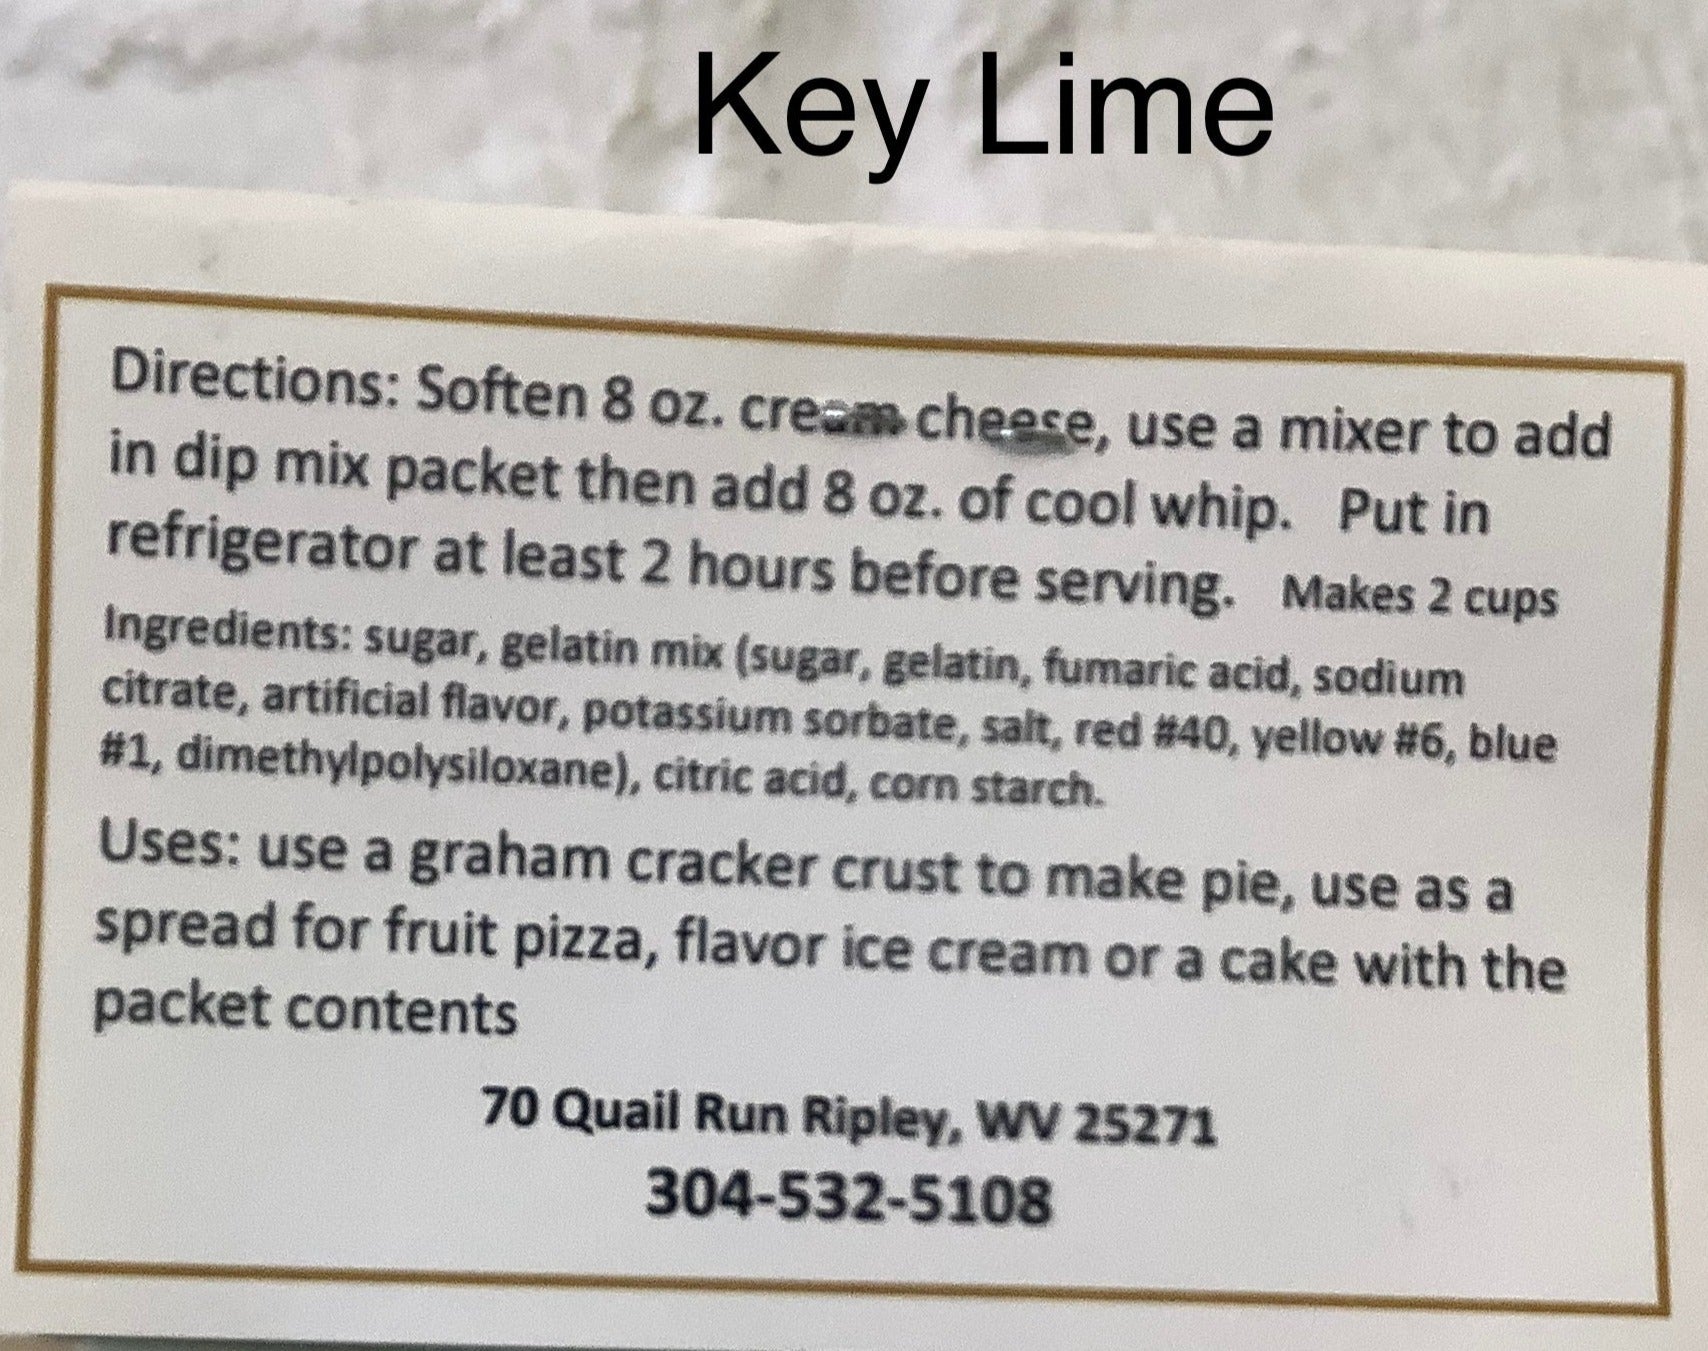 Key Lime
Directions: Soften 8 oz. cream cheese, use a mixer to add
in dip mix packet then add 8 oz. of cool whip. Put in
refrigerator at least 2 hours before serving. Makes 2 cups
Ingredients: sugar, gelatin mix (sugar, gelatin, fumaric acid, sodium
citrate, artificial flavor, potassium sorbate, salt, red #40, yellow #6, blue
#1, dimethylpolysiloxane), citric acid, corn starch.
Uses: use a graham cracker crust to make pie, use as a
spread for fruit pizza, flavor ice cream or a cake with the
packet contents
70 Quail Run Ripley, WV 25271
304-532-5108